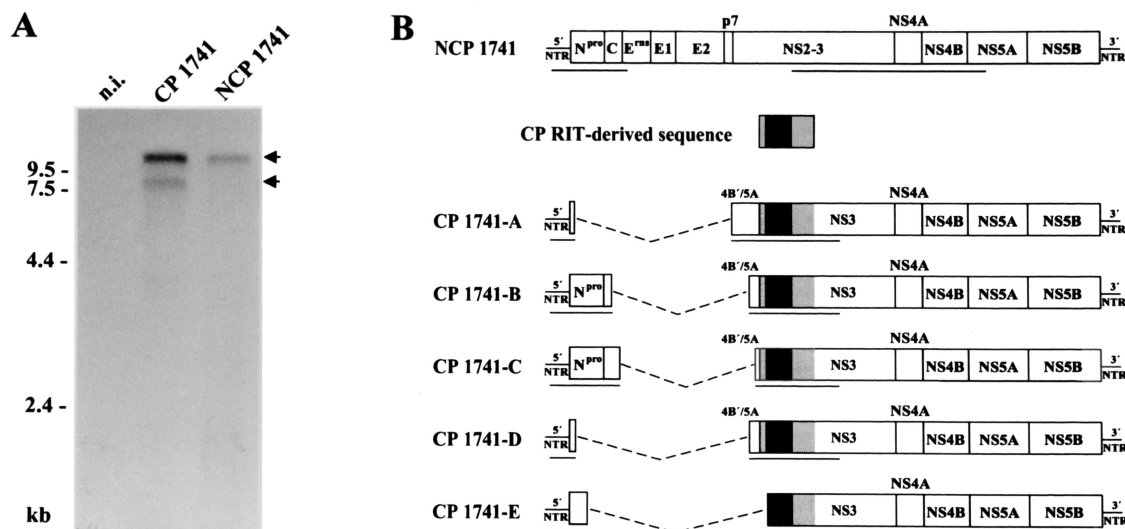 A
n.i.
CP 1741
NCP 1741
9.5 -
7.5 -
4.4 -
2.4 -
kb
B
p7 NS4A
NCP 1741 5´ NTR Npro C Erns E1 E2 NS2-3 NS4B NS5A NS5B 3´ NTR
CP RIT-derived sequence
4B´/5A NS4A
CP 1741-A 5´ NTR NS3 NS4B NS5A NS5B 3´ NTR
4B´/5A NS4A
CP 1741-B 5´ NTR Npro NS3 NS4B NS5A NS5B 3´ NTR
4B´/5A NS4A
CP 1741-C 5´ NTR Npro NS3 NS4B NS5A NS5B 3´ NTR
4B´/5A NS4A
CP 1741-D 5´ NTR NS3 NS4B NS5A NS5B 3´ NTR
NS4A
CP 1741-E 5´ NTR NS3 NS4B NS5A NS5B 3´ NTR